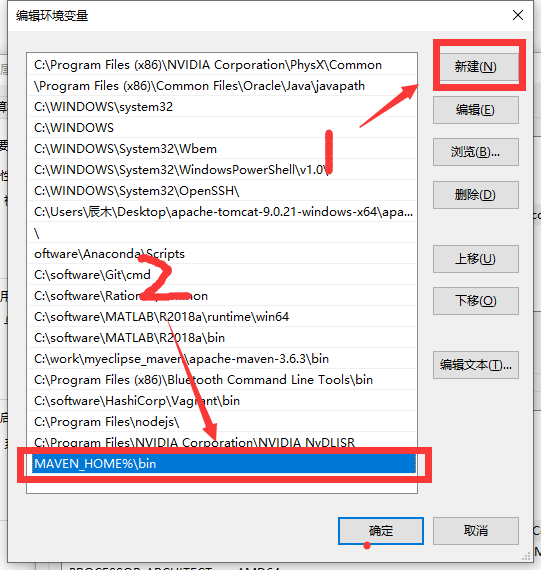 编辑环境变量
C:\Program Files (x86)\NVIDIA Corporation\PhysX\Common
\Program Files (x86)\Common Files\Oracle\Java\javapath
C:\WINDOWS\system32
C:\WINDOWS
C:\WINDOWS\System32\Wbem
C:\WINDOWS\System32\WindowsPowerShell\v1.0\
C:\WINDOWS\System32\OpenSSH\
C:\Users\辰木\Desktop\apache-tomcat-9.0.21-windows-x64\apa...
\
oftware\Anaconda\Scripts
C:\software\Git\cmd
C:\software\MATLAB\R2018a\runtime\win64
C:\software\MATLAB\R2018a\bin
C:\work\myeclipse_maven\apache-maven-3.6.3\bin
C:\Program Files (x86)\Bluetooth Command Line Tools\bin
C:\software\HashiCorp\Vagrant\bin
C:\Program Files\nodejs\
C:\Program Files\NVIDIA Corporation\NVIDIA NvDLISR
MAVEN_HOME%\bin
新建(N)
编辑(E)
浏览(B)...
删除(D)
上移(U)
下移(O)
编辑文本(T)...
确定
取消
1
2